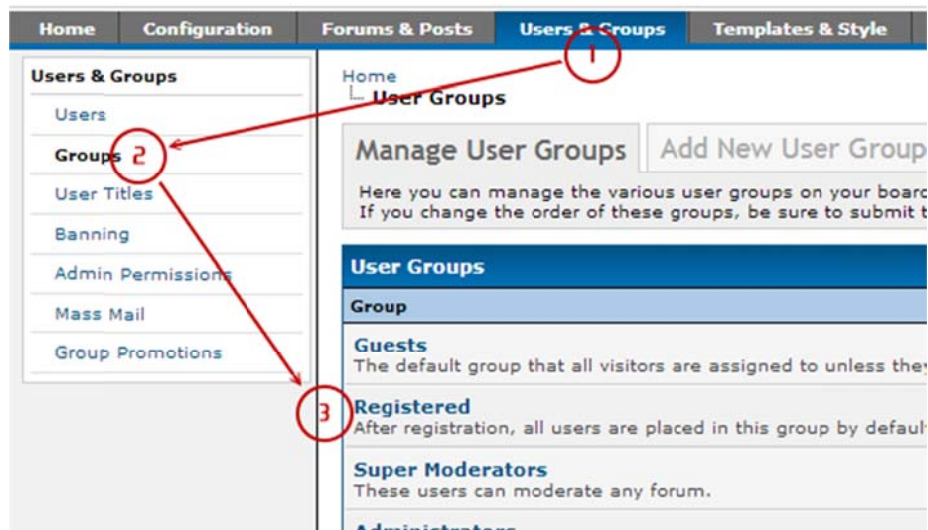 Home Configuration Forums & Posts Users & Groups Templates & Style
1
Users & Groups
Users
Groups 2
User Titles
Banning
Admin Permissions
Mass Mail
Group Promotions
Home
User Groups
Manage User Groups Add New User Group
Here you can manage the various user groups on your board
If you change the order of these groups, be sure to submit t
User Groups
Group
Guests
The default group that all visitors are assigned to unless they
3 Registered
After registration, all users are placed in this group by defaul
Super Moderators
These users can moderate any forum.
Administrators